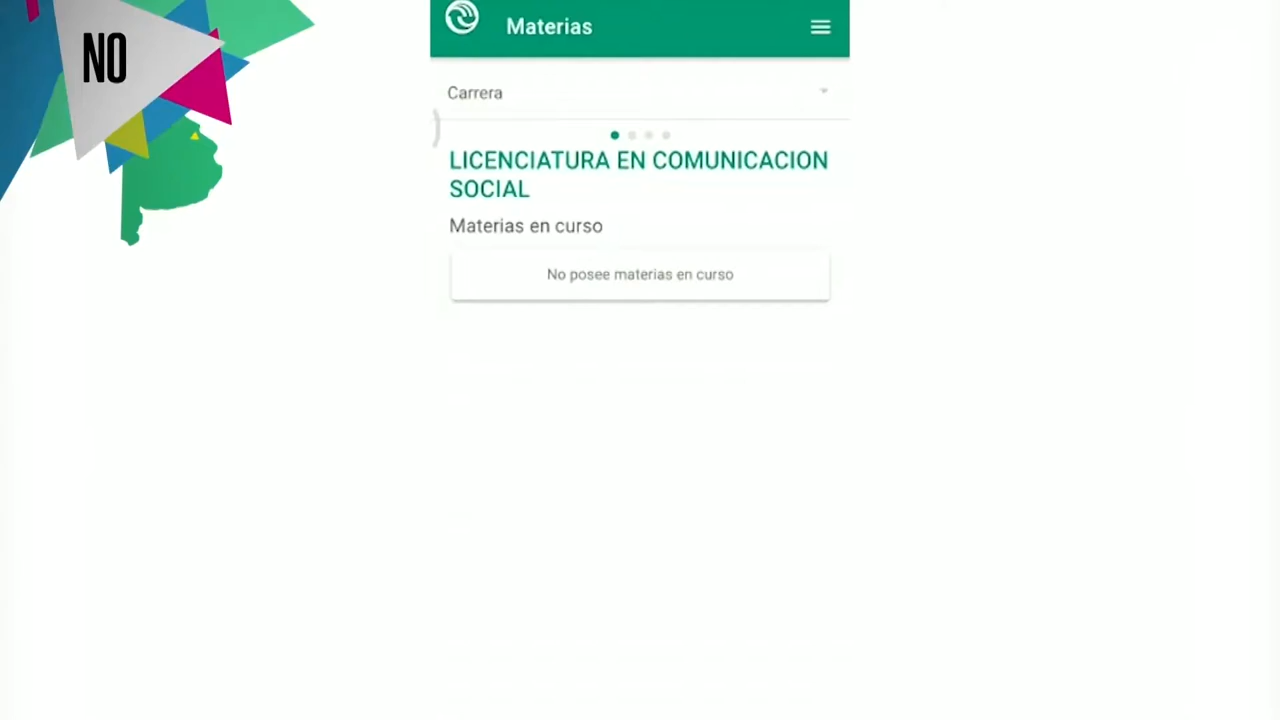 NO
Materias
Carrera
LICENCIATURA EN COMUNICACION
SOCIAL
Materias en curso
No posee materias en curso